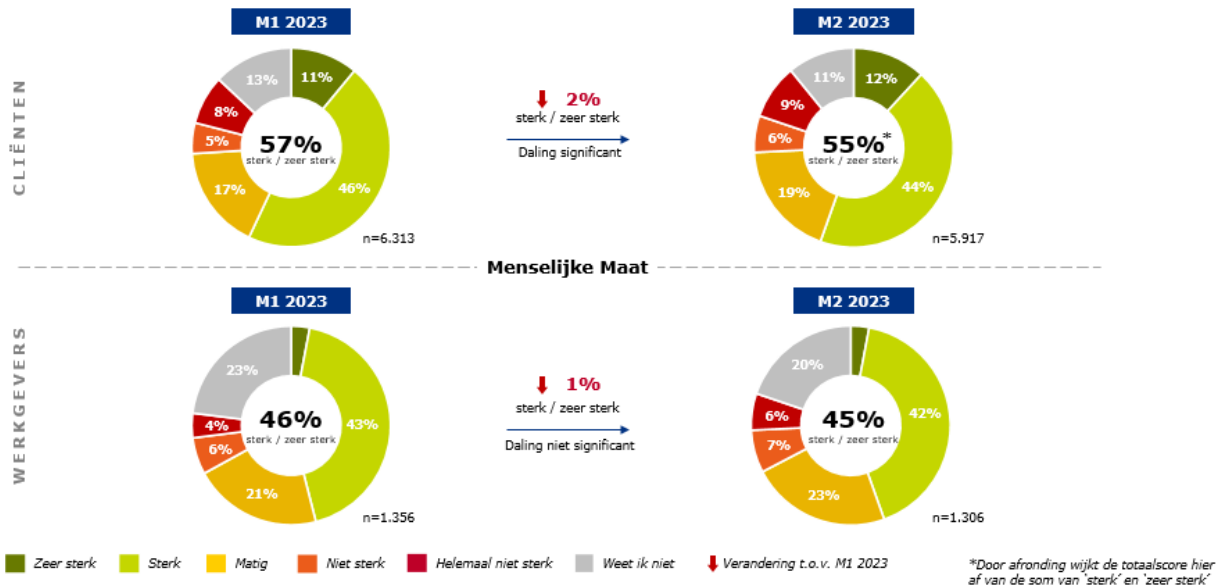 M1 2023
M2 2023
CLIËNTEN
11%
46%
17%
5%
8%
13%
57%
sterk / zeer sterk
n=6.313
2%
sterk / zeer sterk
Daling significant
12%
44%
19%
6%
9%
11%
55%*
sterk / zeer sterk
n=5.917
Menselijke Maat
M1 2023
M2 2023
WERKGEVERS
43%
21%
6%
4%
23%
46%
sterk / zeer sterk
n=1.356
1%
sterk / zeer sterk
Daling niet significant
42%
23%
7%
6%
20%
45%
sterk / zeer sterk
n=1.306
Zeer sterk
Sterk
Matig
Niet sterk
Helemaal niet sterk
Weet ik niet
Verandering t.o.v. M1 2023
*Door afronding wijkt de totaalscore hier
af van de som van ‘sterk’ en ‘zeer sterk’